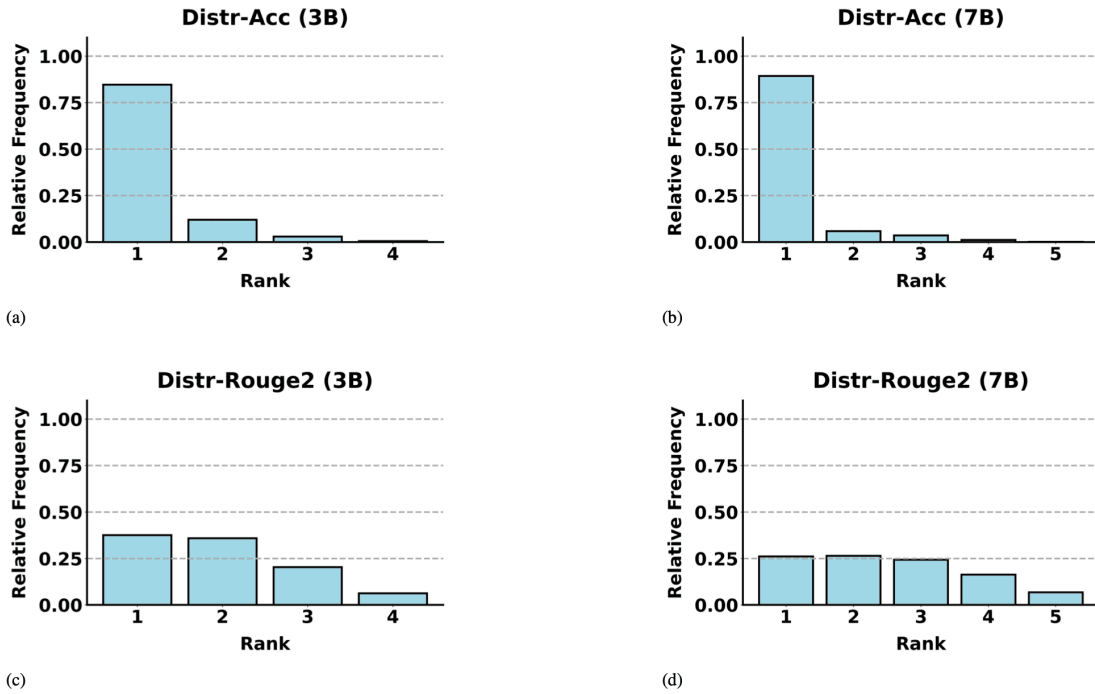 Distr-Acc (3B)
Relative Frequency
1.00
0.75
0.50
0.25
0.00
1 2 3 4
Rank
(a)
Distr-Acc (7B)
Relative Frequency
1.00
0.75
0.50
0.25
0.00
1 2 3 4 5
Rank
(b)
Distr-Rouge2 (3B)
Relative Frequency
1.00
0.75
0.50
0.25
0.00
1 2 3 4
Rank
(c)
Distr-Rouge2 (7B)
Relative Frequency
1.00
0.75
0.50
0.25
0.00
1 2 3 4 5
Rank
(d)